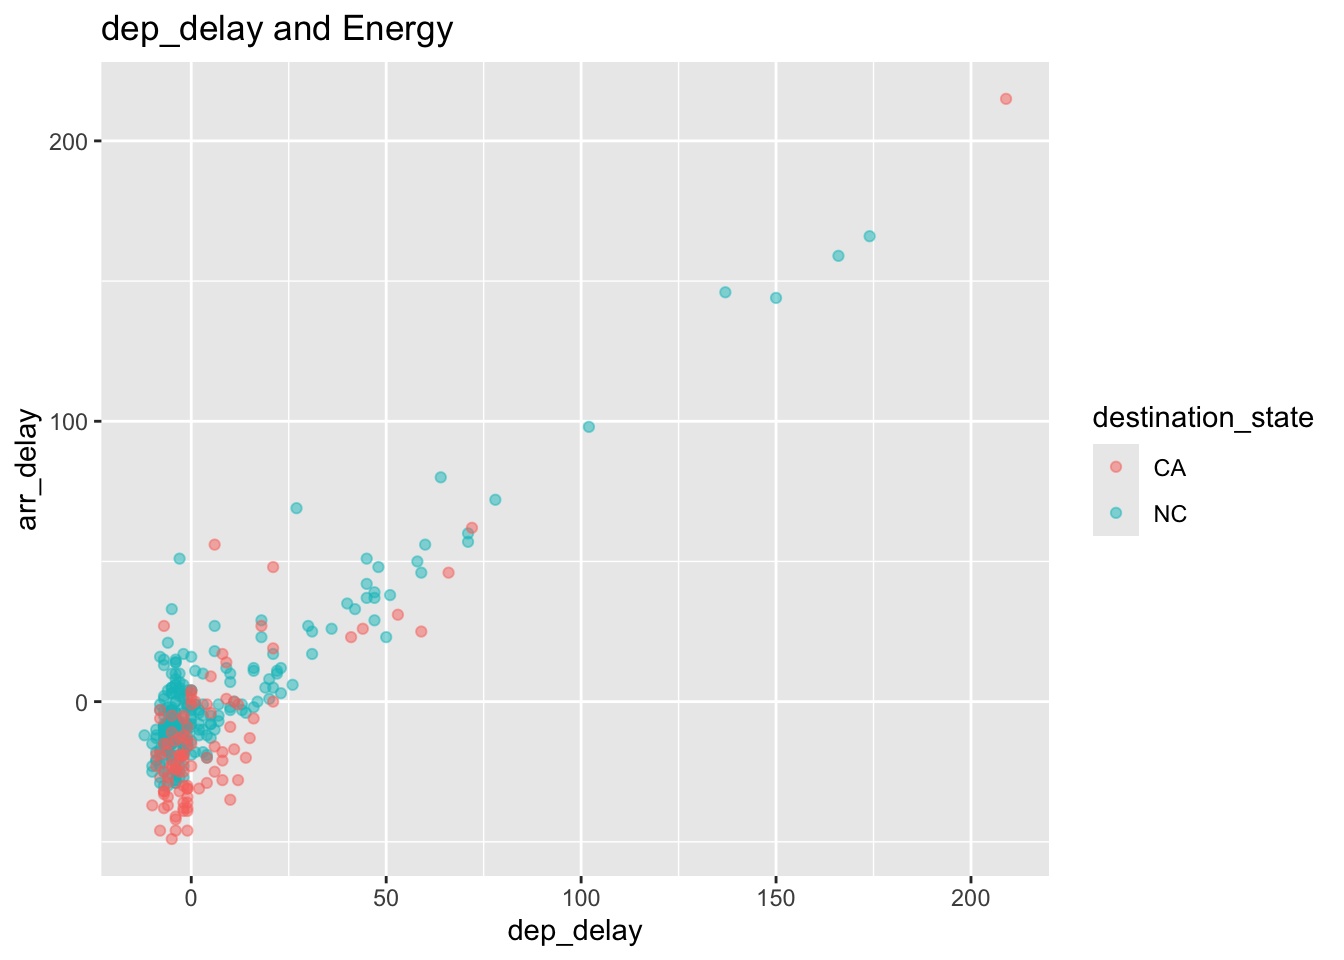 dep_delay and Energy
200
100
0
arr_delay
0 50 100 150 200
dep_delay
destination_state
CA
NC